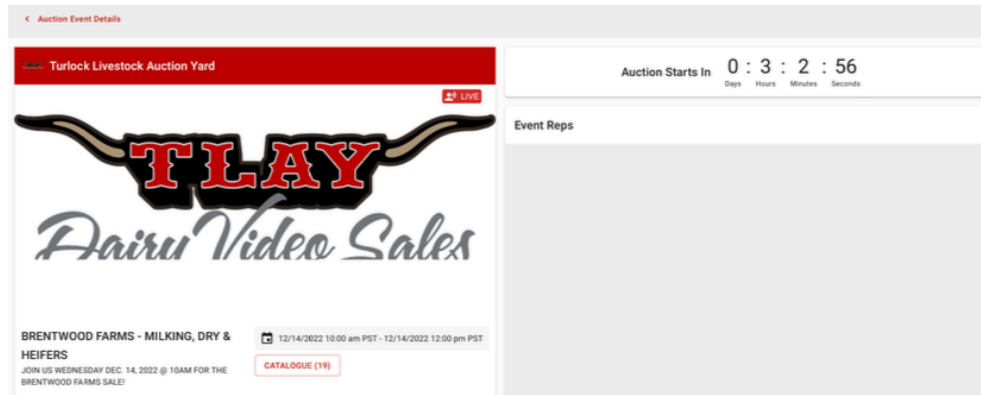 Auction Event Details
Turlock Livestock Auction Yard
LIVE
TLAY
Dairy Video Sales
BRENTWOOD FARMS - MILKING, DRY &
HEIFERS
JOIN US WEDNESDAY DEC. 14, 2022 @ 10AM FOR THE
BRENTWOOD FARMS SALE!
12/14/2022 10:00 am PST - 12/14/2022 12:00 pm PST
CATALOGUE (19)
Auction Starts In 0 : 3 : 2 : 56
Days Hours Minutes Seconds
Event Reps